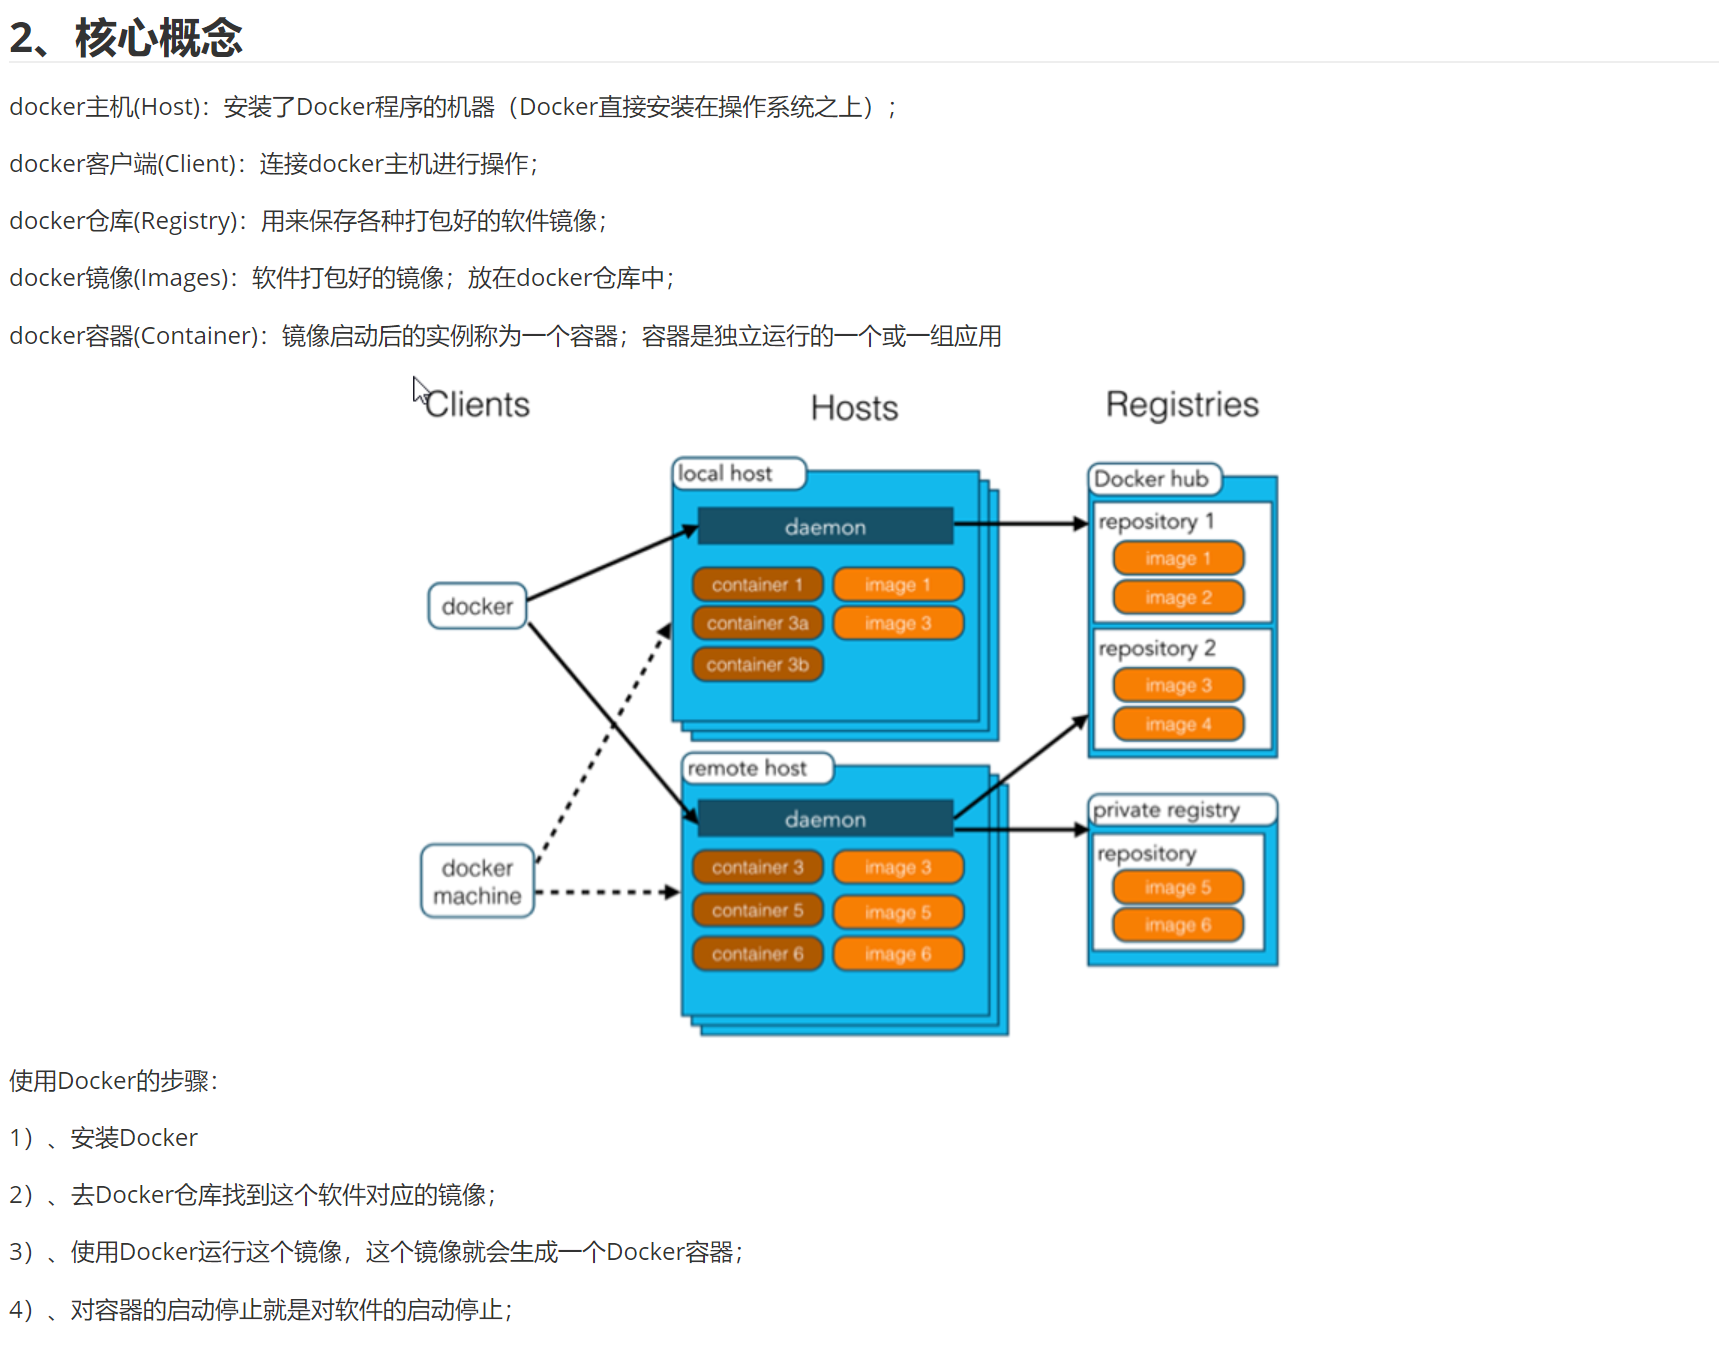 2、核心概念
docker主机(Host)：安装了Docker程序的机器（Docker直接安装在操作系统之上）；
docker客户端(Client)：连接docker主机进行操作；
docker仓库(Registry)：用来保存各种打包好的软件镜像；
docker镜像(Images)：软件打包好的镜像；放在docker仓库中；
docker容器(Container)：镜像启动后的实例称为一个容器；容器是独立运行的一个或一组应用
Clients
docker
docker
machine
Hosts
local host
daemon
container 1 image 1
container 3a image 3
container 3b
remote host
daemon
container 3 image 3
container 5 image 5
container 6 image 6
Registries
Docker hub
repository 1
image 1
image 2
repository 2
image 3
image 4
private registry
repository
image 5
image 6
使用Docker的步骤：
1）、安装Docker
2）、去Docker仓库找到这个软件对应的镜像；
3）、使用Docker运行这个镜像，这个镜像就会生成一个Docker容器；
4）、对容器的启动停止就是对软件的启动停止；